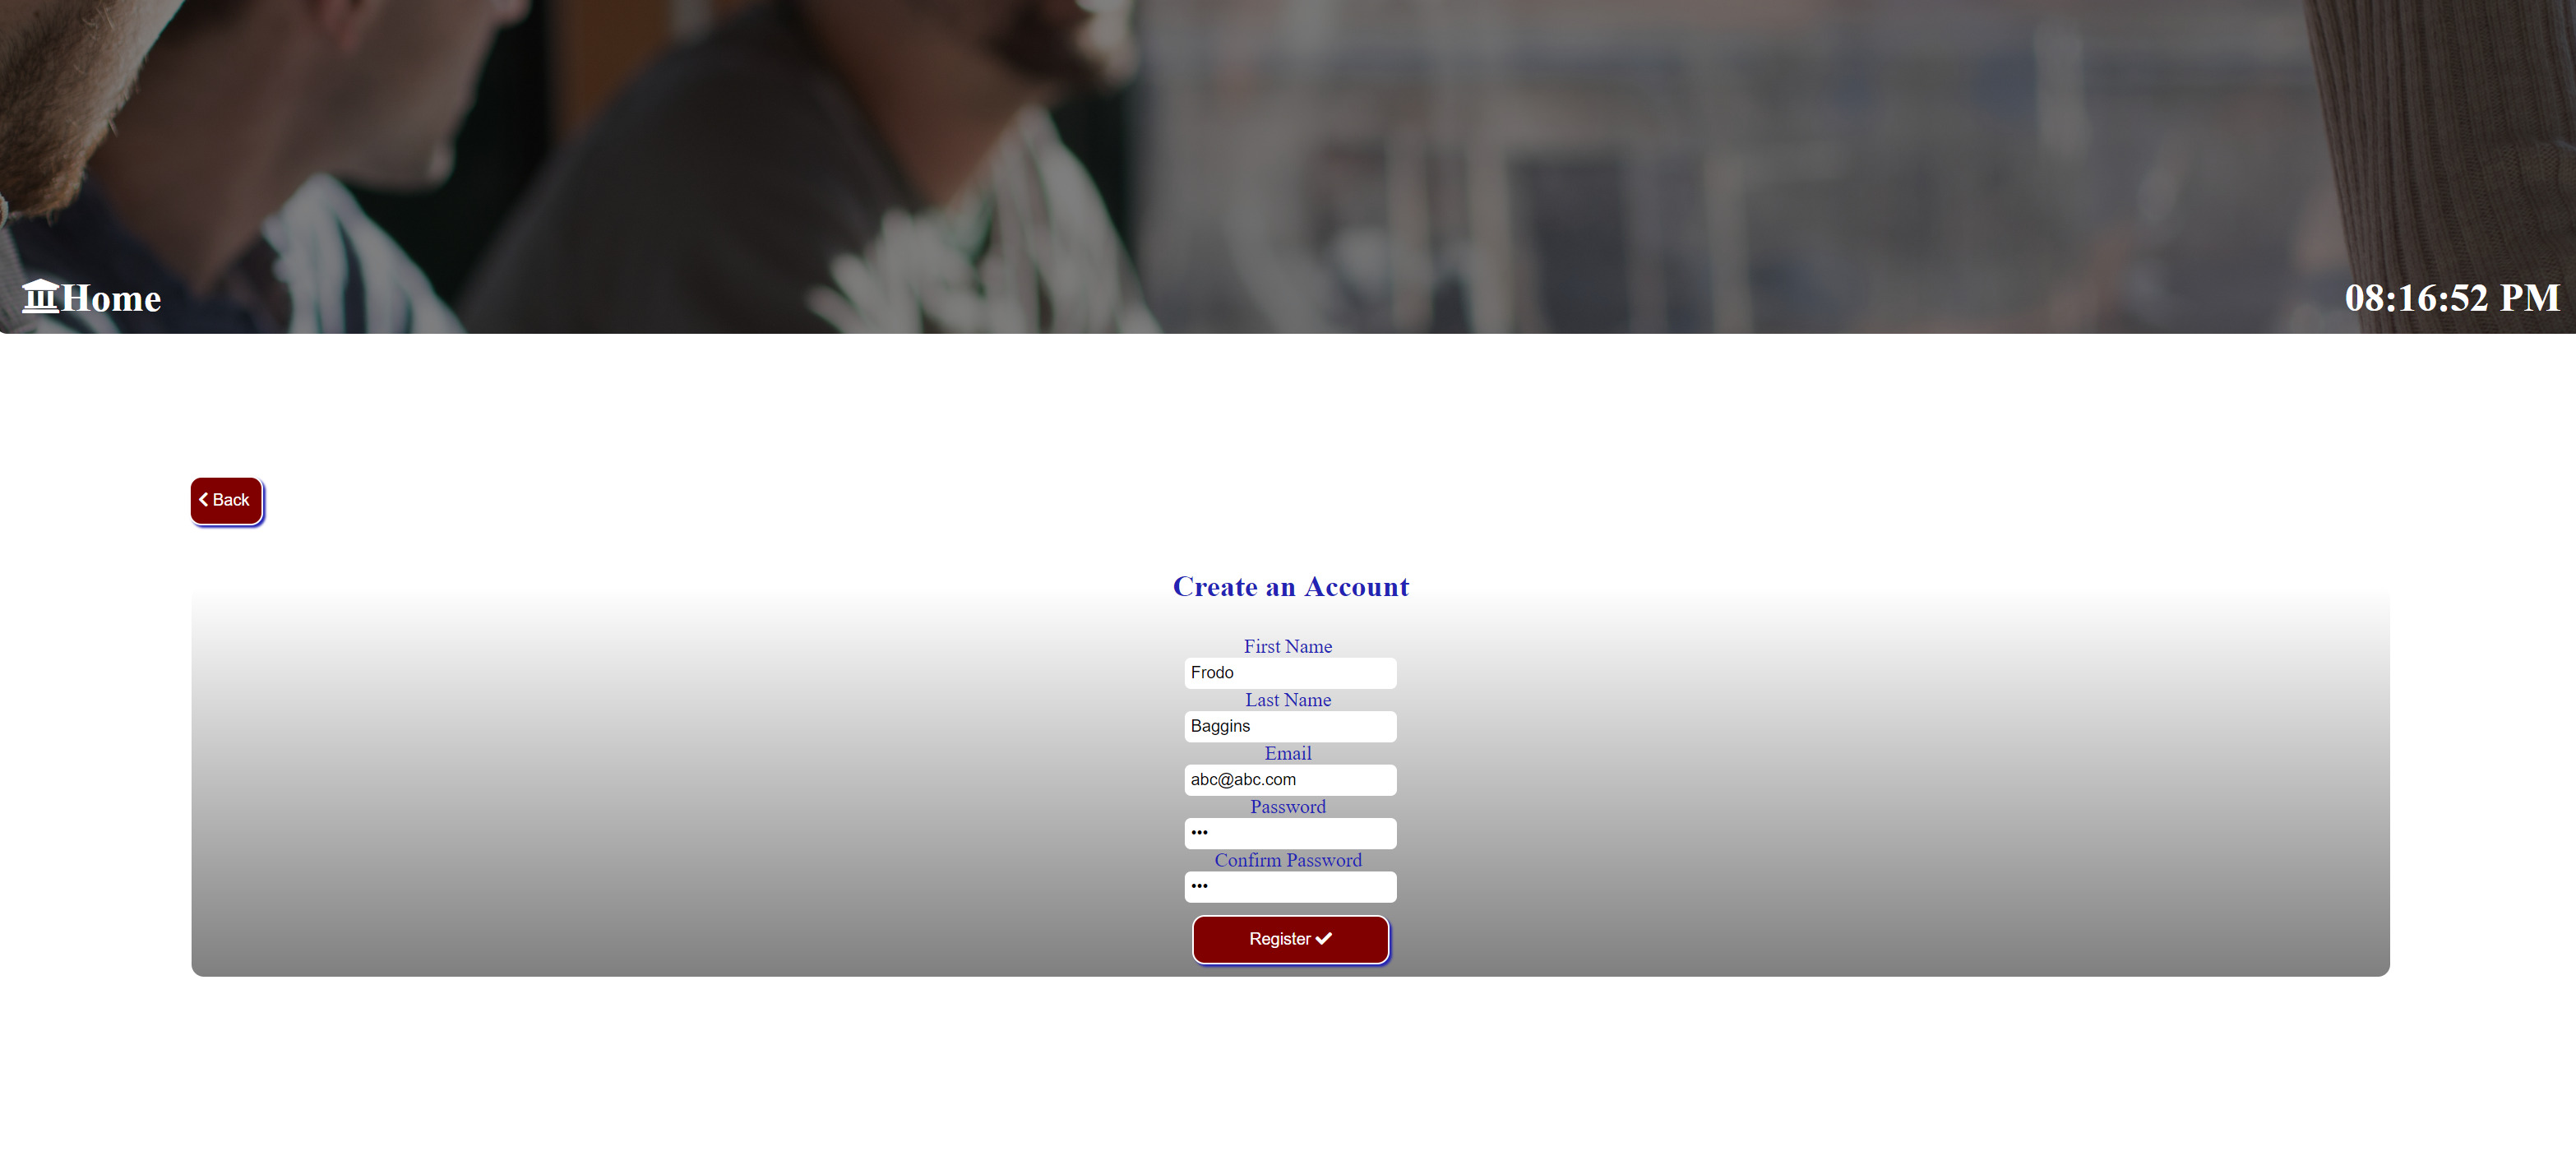 Home
08:16:52 PM
Back
Create an Account
First Name
Frodo
Last Name
Baggins
Email
abc@abc.com
Password
•••
Confirm Password
•••
Register